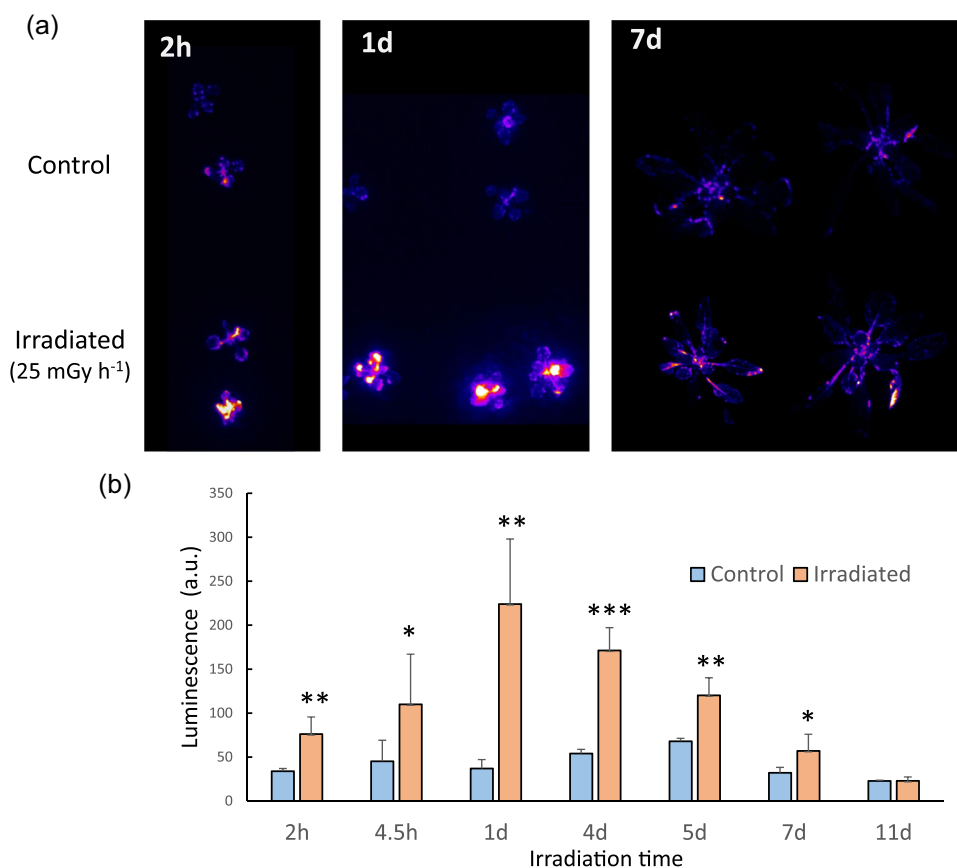 (a)
2h
1d
7d
Control
Irradiated
(25 mGy h⁻¹)
(b)
350
300
250
200
150
100
50
0
Luminescence (a.u.)
**
*
**
***
**
*
Control
Irradiated
2h 4.5h 1d 4d 5d 7d 11d
Irradiation time